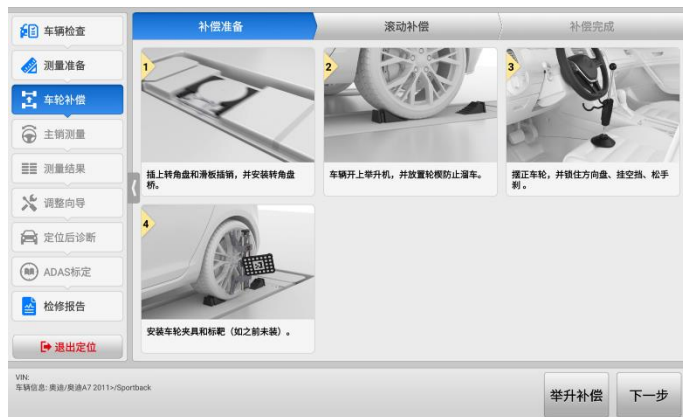 车辆检查
测量准备
车轮补偿
主销测量
测量结果
调整向导
定位后诊断
ADAS标定
检修报告
退出定位
补偿准备
滚动补偿
补偿完成
1
插上转角盘和滑板插销，并安装转角盘
桥。
2
车辆开上举升机，并放置轮楔防止溜车。
3
摆正车轮，并锁住方向盘、挂空挡、松手
刹。
4
安装车轮夹具和标靶（如之前未装）。
VIN:
车辆信息: 奥迪/奥迪A7 2011>/Sportback
举升补偿
下一步